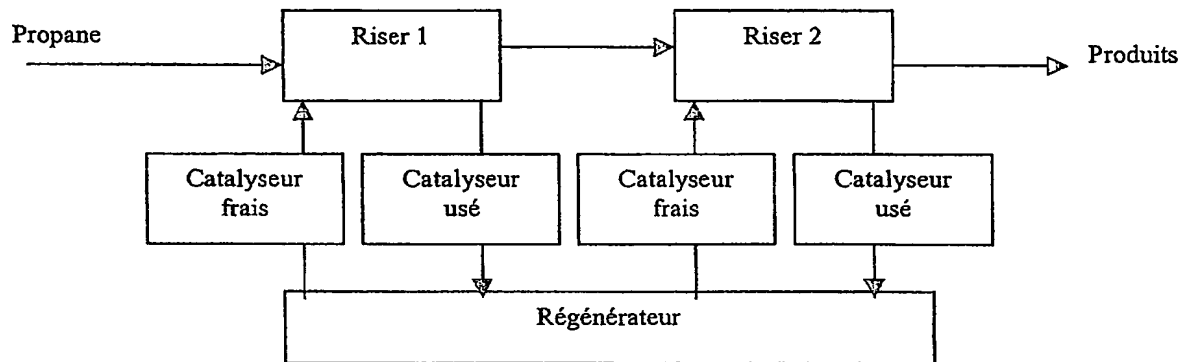 Propane
Riser 1
Riser 2
Produits
Catalyseur
frais
Catalyseur
usé
Catalyseur
frais
Catalyseur
usé
Régénérateur